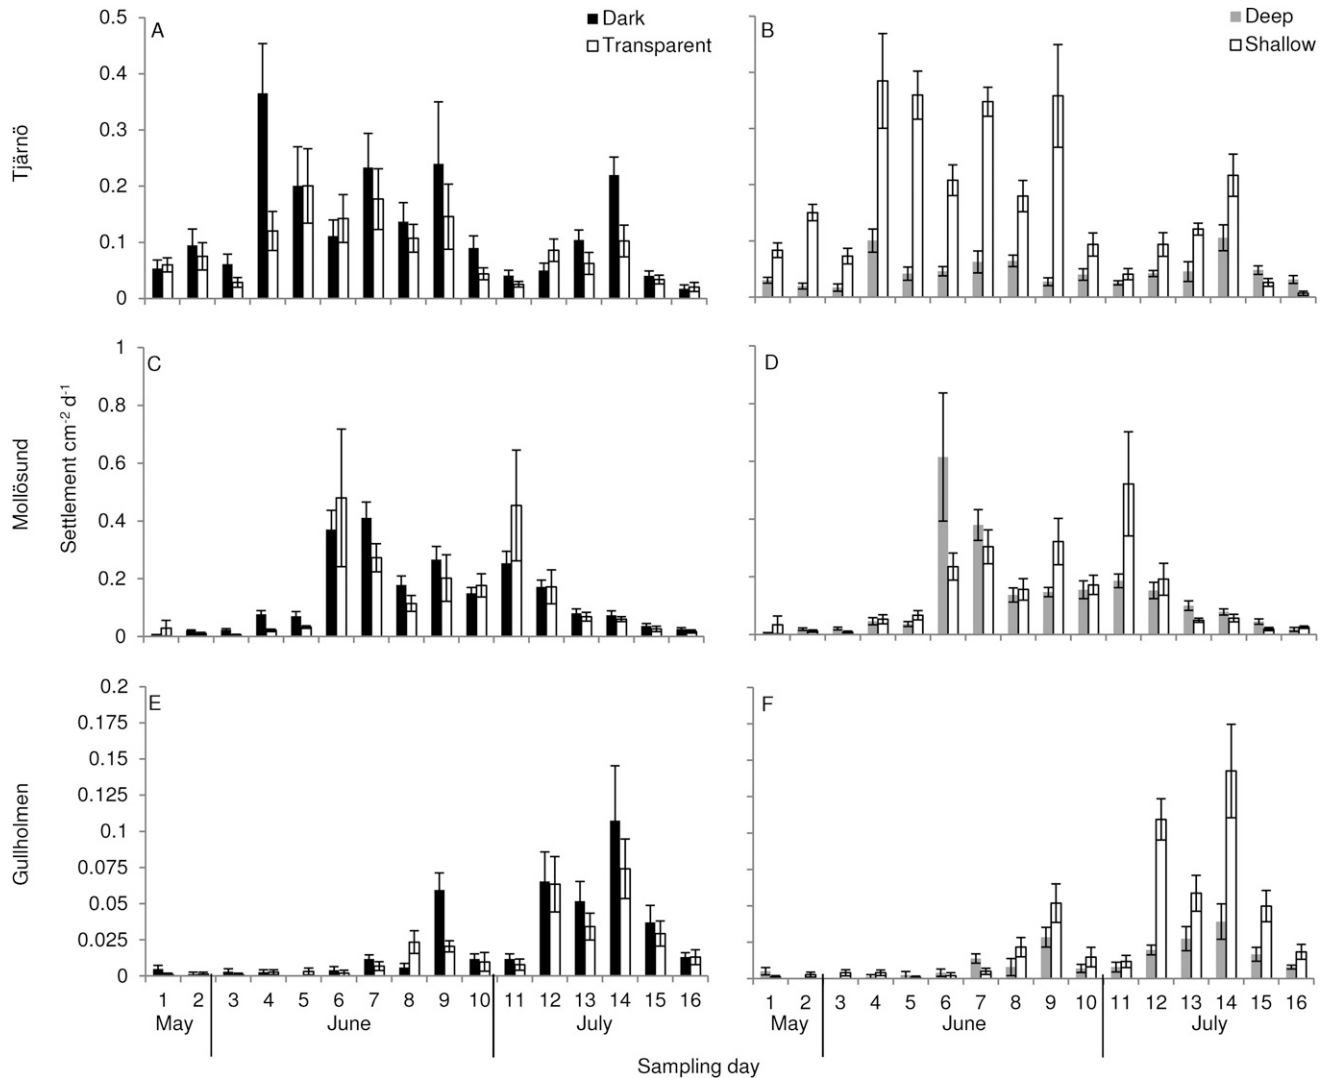 A
Dark
Transparent
B
Deep
Shallow
0.5
0.4
0.3
0.2
0.1
0
Tjärnö
C
D
1
0.8
0.6
0.4
0.2
0
Mollösund
Settlement cm-2 d-1
E
F
0.2
0.175
0.15
0.125
0.1
0.075
0.05
0.025
0
Gullholmen
1 2 3 4 5 6 7 8 9 10 11 12 13 14 15 16
May June July
1 2 3 4 5 6 7 8 9 10 11 12 13 14 15 16
May June July
Sampling day